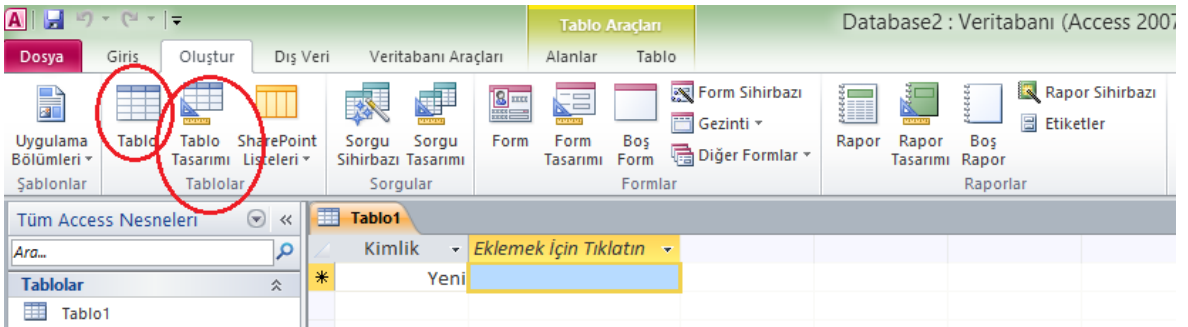 A
Tablo Araçları
Database2 : Veritabanı (Access 2007
Dosya Giriş Oluştur Dış Veri Veritabanı Araçları Alanlar Tablo
Uygulama Bölümleri
Tablo
Tablo Tasarımı
SharePoint Listeleri
Sorgu Sihirbazı
Sorgu Tasarımı
Form
Form Tasarımı
Boş Form
Form Sihirbazı
Gezinti
Diğer Formlar
Rapor
Rapor Tasarımı
Boş Rapor
Rapor Sihirbazı
Etiketler
Şablonlar Tablolar Sorgular Formlar Raporlar
Tüm Access Nesneleri
Ara...
Tablolar
Tablo1
Tablo1
Kimlik Eklemek İçin Tıklatın
Yeni